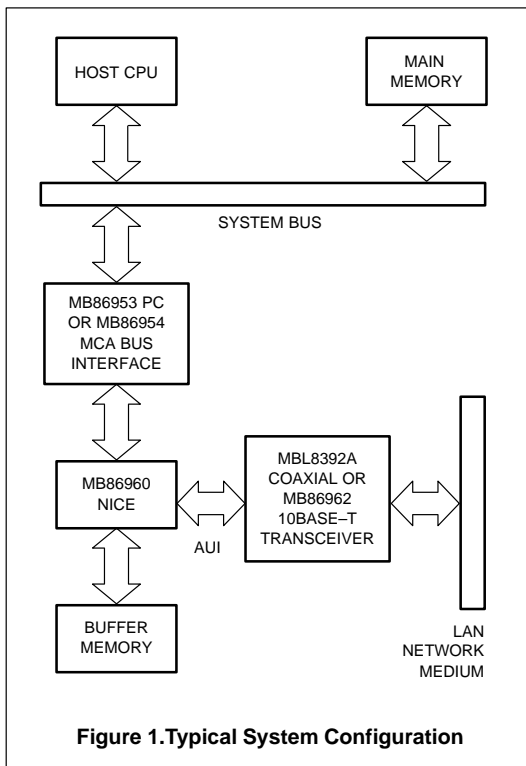 HOST CPU
MAIN
MEMORY
SYSTEM BUS
MB86953 PC
OR MB86954
MCA BUS
INTERFACE
MB86960
NICE
AUI
MBL8392A
COAXIAL OR
MB86962
10BASE–T
TRANSCEIVER
BUFFER
MEMORY
LAN
NETWORK
MEDIUM
Figure 1.Typical System Configuration